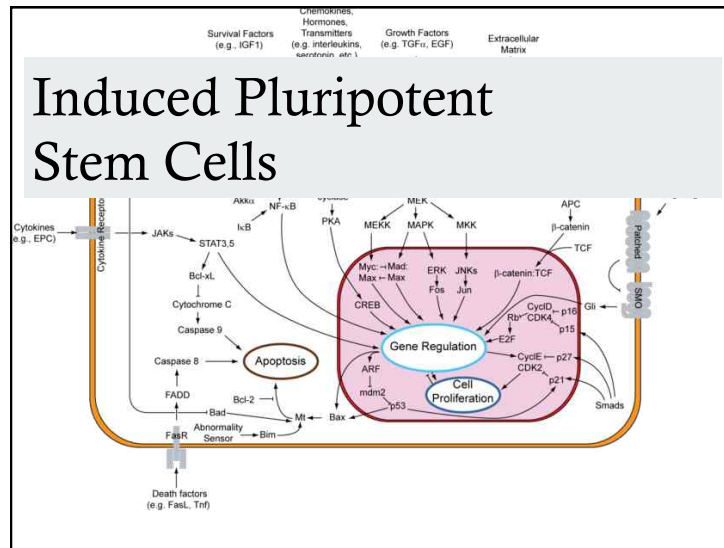 Chemokines,
Hormones,
Survival Factors
(e.g., IGF1)
Transmitters
(e.g. interleukins,
serotonin, etc.)
Growth Factors
(e.g. TGFα, EGF)
Extracellular
Matrix
Induced Pluripotent
Stem Cells
Cytokines
(e.g., EPC)
Cytokine Receptor
JAKs
STAT3,5
Bcl-xL
Cytochrome C
Caspase 9
Caspase 8
FADD
FasR
Death factors
(e.g. FasL, Tnf)
Akkα
NF-κB
IκB
PKA
MEK
MEKK
MAPK
MKK
APC
β-catenin
TCF
β-catenin:TCF
Myc:
Mad:
Max
Max
ERK
Fos
JNKs
Jun
CREB
Gene Regulation
Apoptosis
ARF
mdm2
p53
Cell
Proliferation
Bcl-2
Bad
Mt
Bax
Abnormality
Sensor
Bim
CyclD
CDK4
p16
p15
Rb
E2F
CyclE
CDK2
p27
p21
Gli
Patched
SMO
Smads